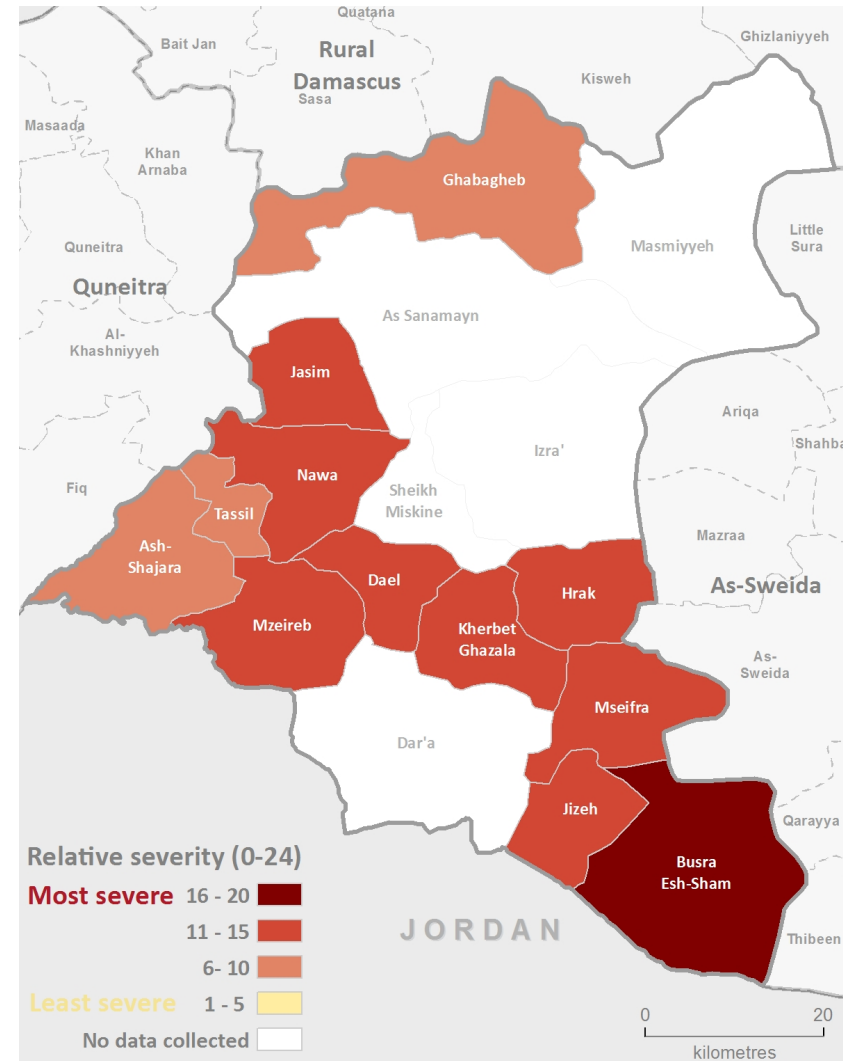 Quatana
Ghizlaniyyeh
Bait Jan
Rural
Damascus
Kisweh
Sasa
Masaada
Khan
Arnaba
Ghabagheb
Little
Sura
Masmiyyeh
Quneitra
Quneitra
As Sanamayn
Al-
Khashniyyeh
Jasim
Ariqa
Shahba
Izra'
Nawa
Fiq
Sheikh
Miskine
Tassil
Mazraa
Ash-
Shajara
Dael
As-Sweida
Hrak
Mzeireb
Kherbet
Ghazala
As-
Sweida
Mseifra
Dar'a
Jizeh
Qarayya
Relative severity (0-24)
Busra
Esh-Sham
Most severe 16 - 20
11 - 15
JORDAN
Thibeen
6- 10
Least severe 1 - 5
No data collected
0 20
kilometres